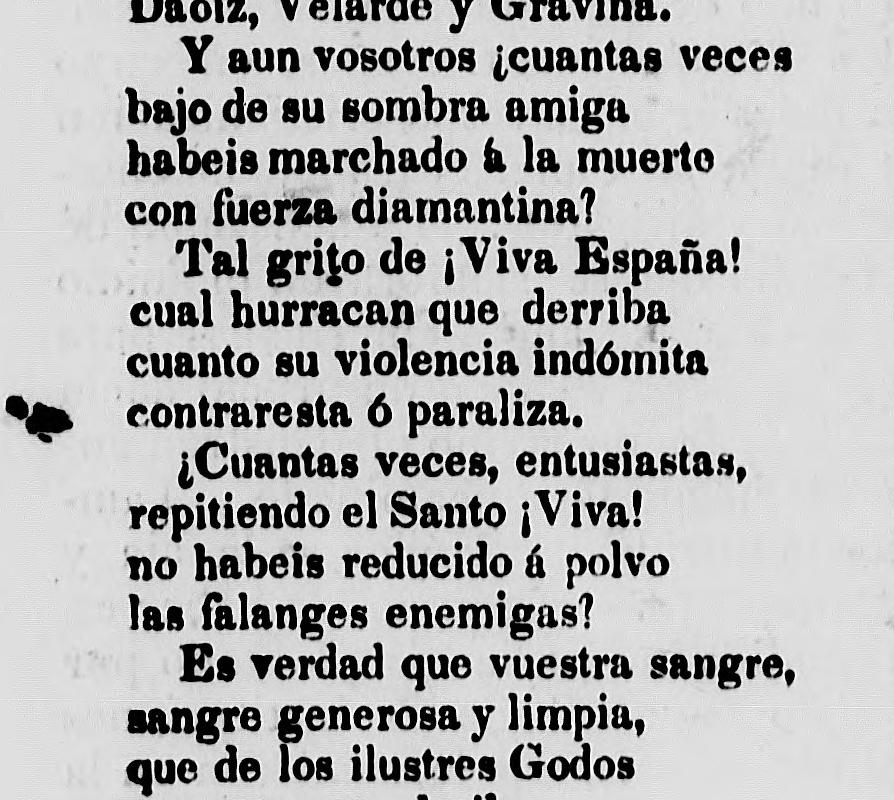 Daoiz, Velarde y Gravina.
Y aun vosotros ¿cuantas veces
bajo de su sombra amiga
habeis marchado á la muerte
con fuerza diamantina?
Tal grito de ¡Viva España!
cual hurracan que derriba
cuanto su violencia indómita
contraresta ó paraliza.
¿Cuantas veces, entusiastas,
repitiendo el Santo ¡Viva!
no habeis reducido á polvo
las falanges enemigas?
Es verdad que vuestra sangre,
sangre generosa y limpia,
que de los ilustres Godos